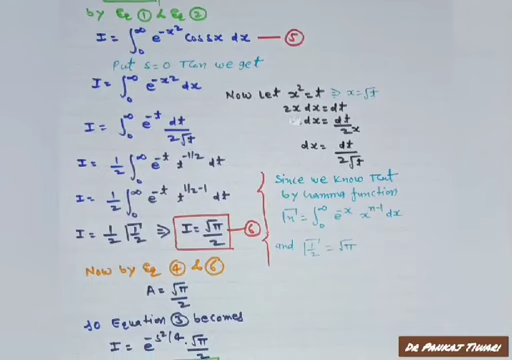 by Eq ① & Eq ②
I = ∫₀^∞ e^{-x²} cos sx dx — ⑤
Put s=0 Then we get
I = ∫₀^∞ e^{-x²} dx
Now let x² = t ⇒ x = √t
2x dx = dt
dx = dt/2x
dx = dt/2√t
I = ∫₀^∞ e^{-t} dt/2√t
I = 1/2 ∫₀^∞ e^{-t} t^{-1/2} dt
I = 1/2 ∫₀^∞ e^{-t} t^{1/2-1} dt
I = 1/2 Γ1/2 ⇒ I = √π/2 — ⑥
Since we know That
by Gamma function
Γn = ∫₀^∞ e^{-x} x^{n-1} dx
and Γ1/2 = √π
Now by Eq ④ & ⑥
A = √π/2
so Equation ③ becomes
I = e^{-s²/4} · √π/2
DR PANKAJ TIWARI